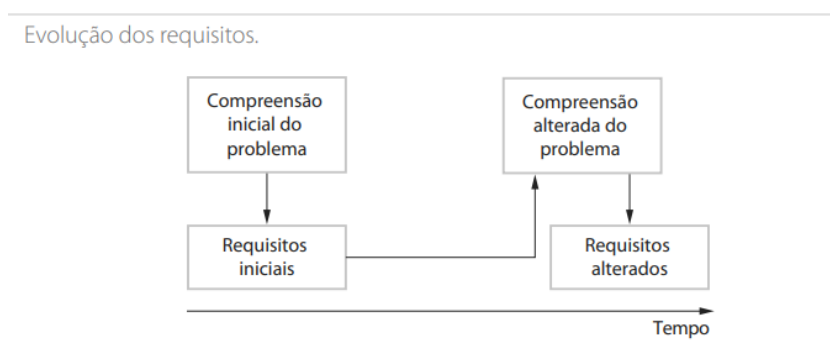 Evolução dos requisitos.
Compreensão
inicial do
problema
Compreensão
alterada do
problema
Requisitos
iniciais
Requisitos
alterados
Tempo